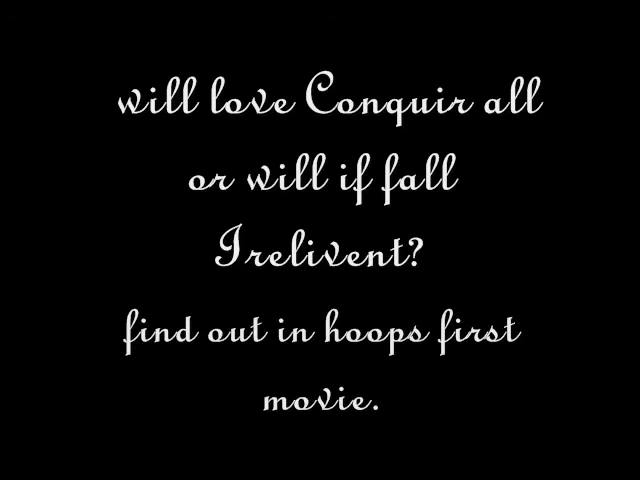 will love Conquir all
or will if fall
Irelivent?
find out in hoops first
movie.